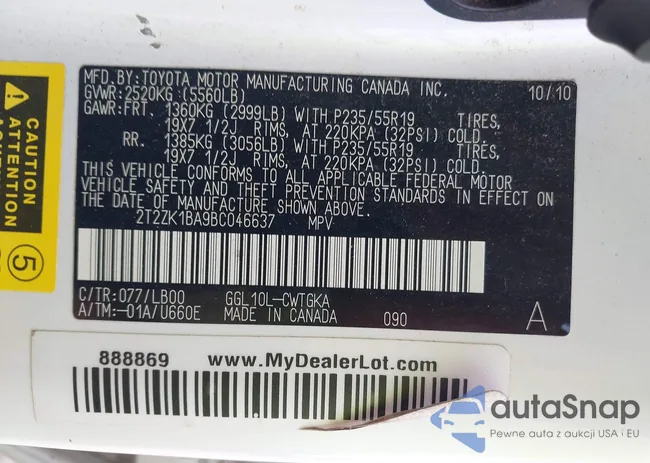 MFD. BY: TOYOTA MOTOR MANUFACTURING CANADA INC. 10/10
GVWR: 2520KG (5560LB)
GAWR: FRT. 1360KG (2999LB) WITH P235/55R19 TIRES,
19X7 1/2J RIMS, AT 220KPA (32PSI) COLD.
RR. 1385KG (3056LB) WITH P235/55R19 TIRES,
19X7 1/2J RIMS, AT 220KPA (32PSI) COLD.
THIS VEHICLE CONFORMS TO ALL APPLICABLE FEDERAL MOTOR
VEHICLE SAFETY AND THEFT PREVENTION STANDARDS IN EFFECT ON
THE DATE OF MANUFACTURE SHOWN ABOVE.
2T2ZK1BA9BC046637 MPV
C/TR: 077/LB00 GGL10L-CWTGKA
A/TM:-01A/U660E MADE IN CANADA 090 A
5
888869 www.MyDealerLot.com
autaSnap
Pewne auta z aukcji USA i EU